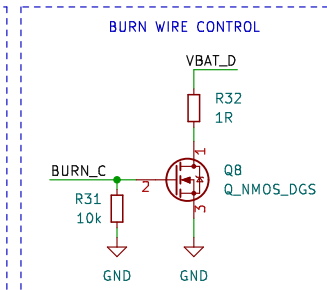 BURN WIRE CONTROL
VBAT_D
R32
1R
1
BURN_C
2
Q8
Q_NMOS_DGS
R31
10k
3
GND
GND